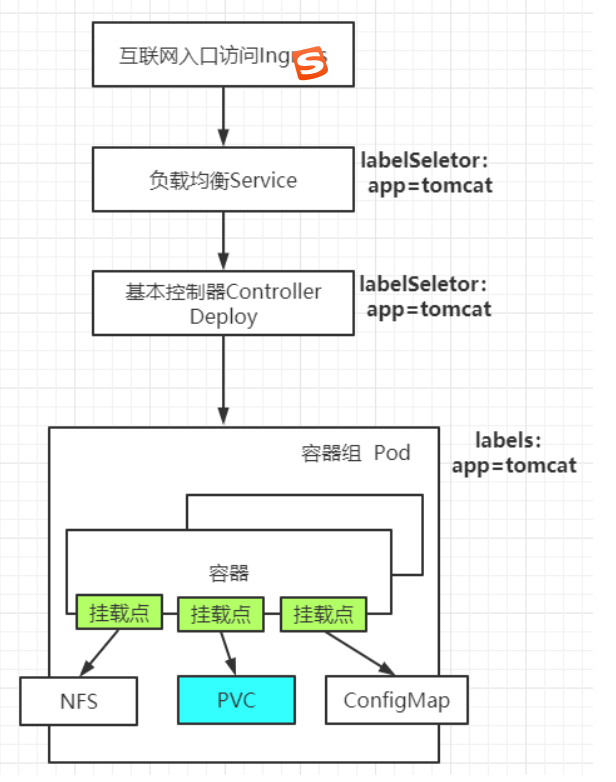 互联网入口访问Ing
负载均衡Service
labelSeletor:
app=tomcat
基本控制器Controller
Deploy
labelSeletor:
app=tomcat
容器组 Pod
labels:
app=tomcat
容器
挂载点
挂载点
挂载点
NFS
PVC
ConfigMap